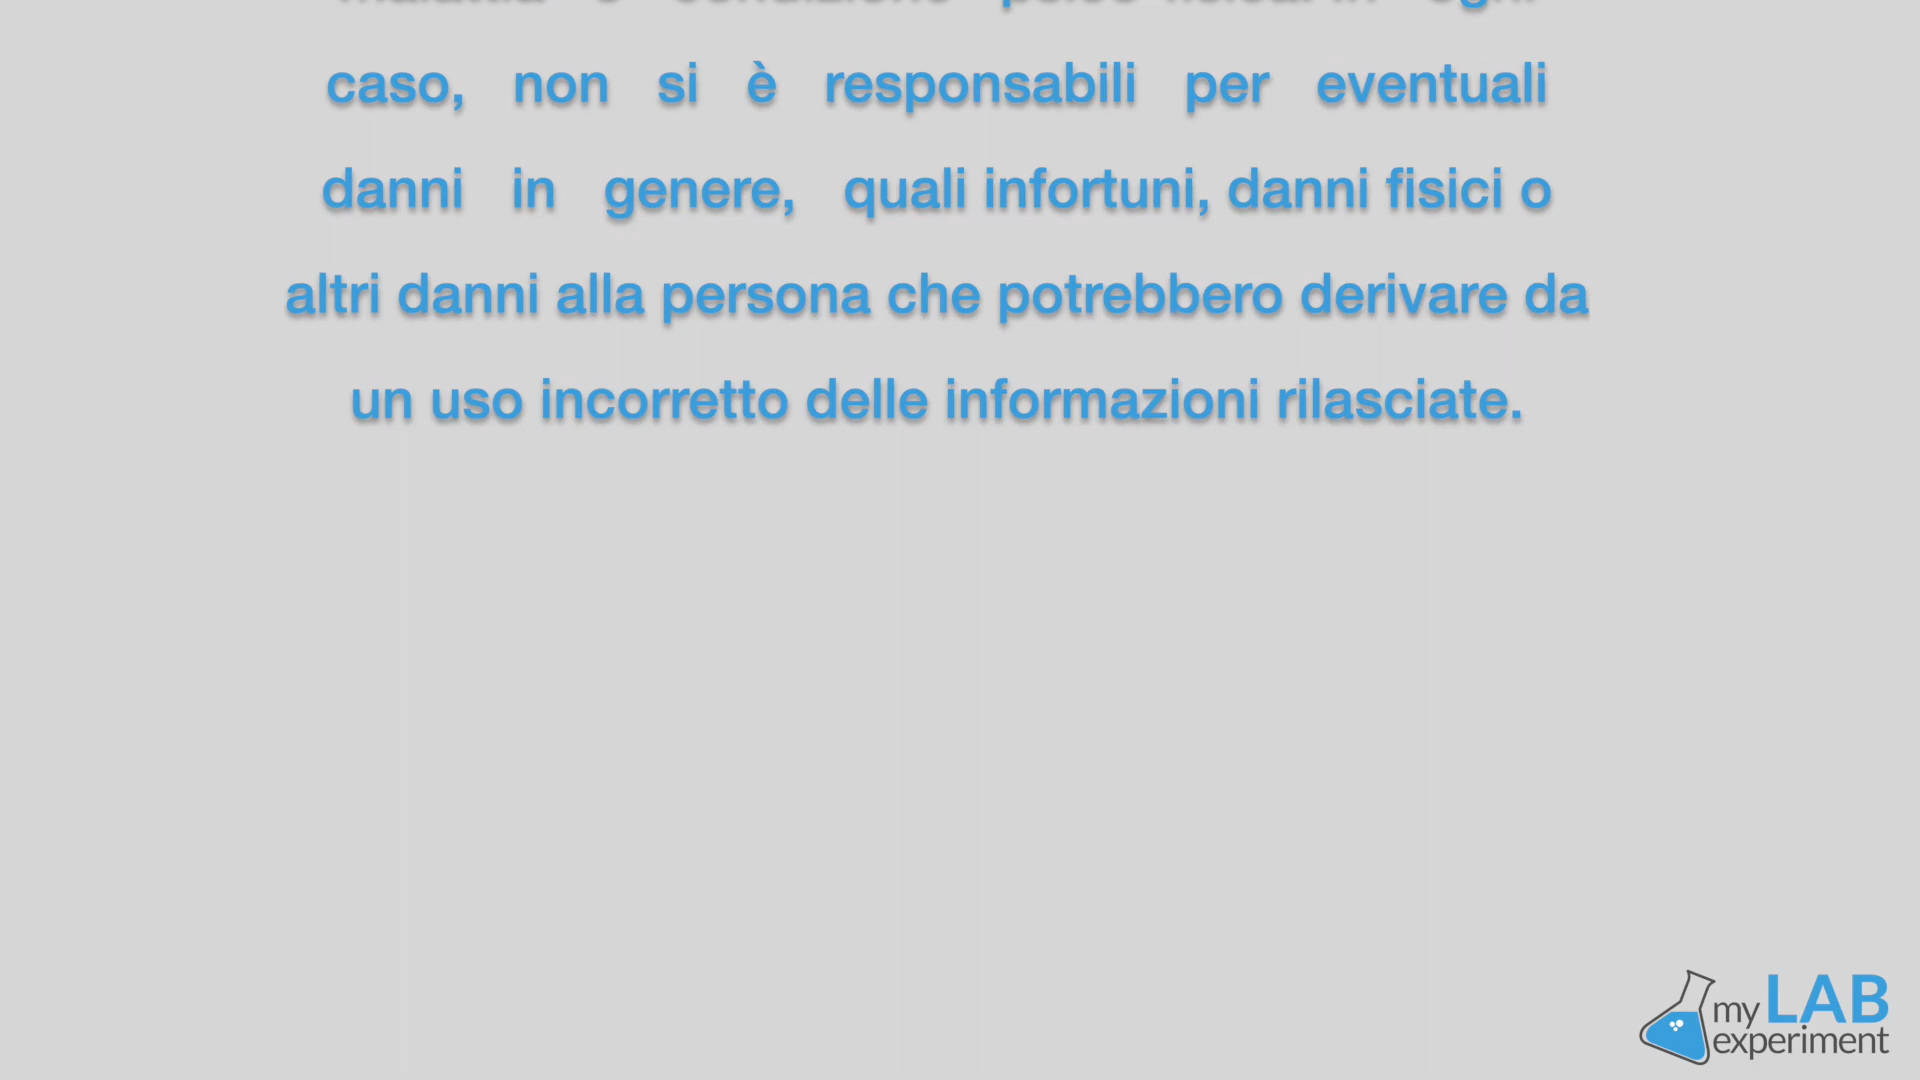 caso, non si è responsabili per eventuali
danni in genere, quali infortuni, danni fisici o
altri danni alla persona che potrebbero derivare da
un uso incorretto delle informazioni rilasciate.
my LAB
experiment